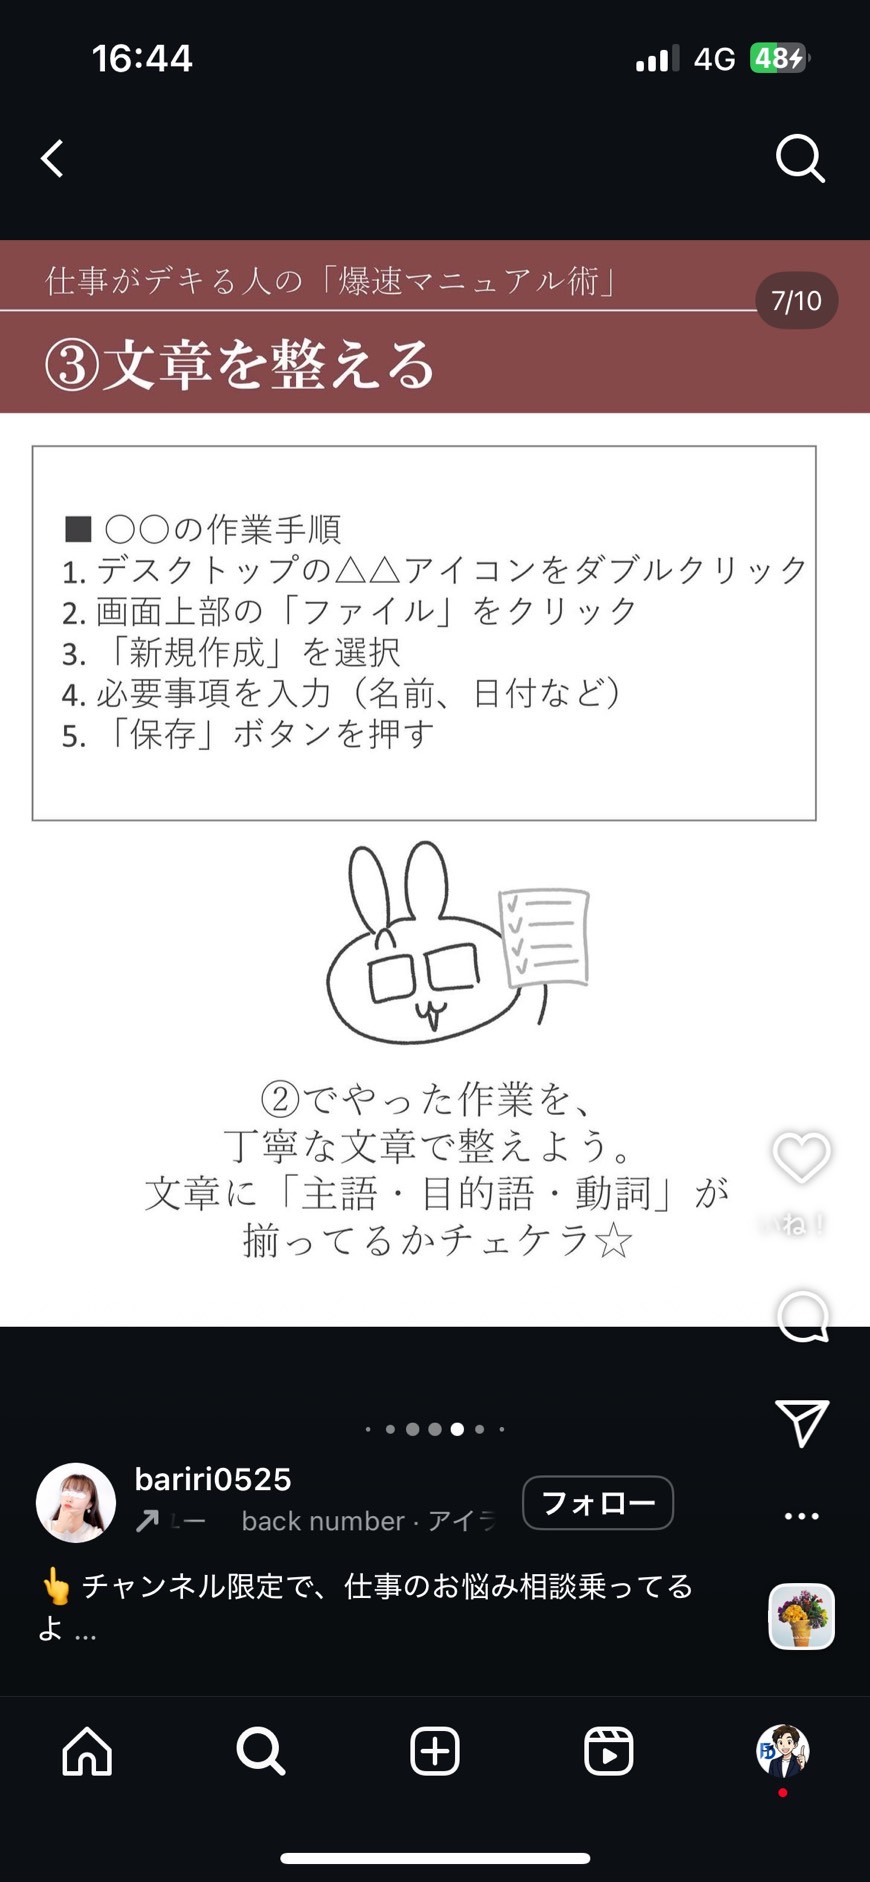 16:44
4G 48
仕事がデキる人の「爆速マニュアル術」
7/10
③文章を整える
■ ○○の作業手順
1. デスクトップの△△アイコンをダブルクリック
2. 画面上部の「ファイル」をクリック
3. 「新規作成」を選択
4. 必要事項を入力（名前、日付など）
5. 「保存」ボタンを押す
②でやった作業を、
丁寧な文章で整えよう。
文章に「主語・目的語・動詞」が
揃ってるかチェケラ☆
いね！
bariri0525
フォロー
back number · アイラ
👆 チャンネル限定で、仕事のお悩み相談乗ってる
よ ...